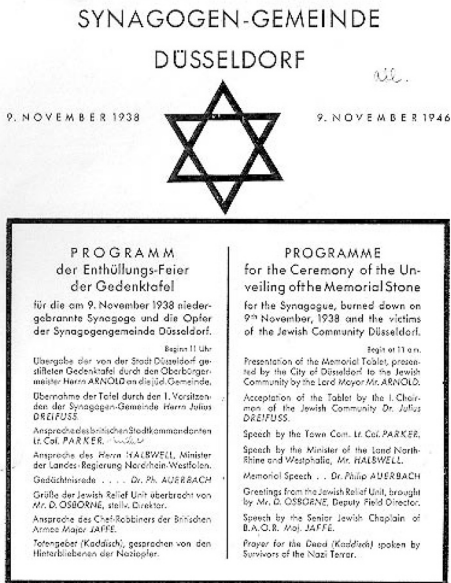 SYNAGOGEN-GEMEINDE
DÜSSELDORF
9. NOVEMBER 1938
9. NOVEMBER 1946
PROGRAMM
der Enthüllungs-Feier
der Gedenktafel
für die am 9. November 1938 nieder-
gebrannte Synagoge und die Opfer
der Synagogengemeinde Düsseldorf.
Beginn 11 Uhr
Übergabe der von der Stadt Düsseldorf ge-
stifteten Gedenktafel durch den Oberbürger-
meister Herrn ARNOLD an die jüd. Gemeinde.
Übernahme der Tafel durch den 1. Vorsitzen-
den der Synagogen-Gemeinde Herrn Julius
DREIFUSS.
Ansprache des britischen Stadtkommandanten
Lt. Col. PARKER.
Ansprache des Herrn HALBWELL, Minister
der Landes-Regierung Nordrhein-Westfalen.
Gedächtnisrede .... Dr. Ph. AUERBACH
Grüße der Jewish Relief Unit überbracht von
Mr. D. OSBORNE, stellv. Direktor.
Ansprache des Chef-Rabbiners der Britischen
Armee Major JAFFE.
Totengebet (Kaddisch), gesprochen von den
Hinterbliebenen der Naziopfer.
PROGRAMME
for the Ceremony of the Un-
veiling of the Memorial Stone
for the Synagogue, burned down on
9th November, 1938 and the victims
of the Jewish Community Düsseldorf.
Begin at 11 a.m.
Presentation of the Memorial Tablet, presen-
ted by the City of Düsseldorf to the Jewish
Community by the Lord Mayor Mr. ARNOLD.
Acceptation of the Tablet by the 1. Chair-
man of the Jewish Community Dr. Julius
DREIFUSS.
Speech by the Town Com. Lt. Col. PARKER.
Speech by the Minister of the Land North-
Rhine and Westphalia, Mr. HALBWELL.
Memorial Speech .. Dr. Philip AUERBACH
Greetings from the Jewish Relief Unit, brought
by Mr. D. OSBORNE, Deputy Field Director.
Speech by the Senior Jewish Chaplain of
B.A.O.R. Maj. JAFFE.
Prayer for the Dead (Kaddisch) spoken by
Survivors of the Nazi Terror.